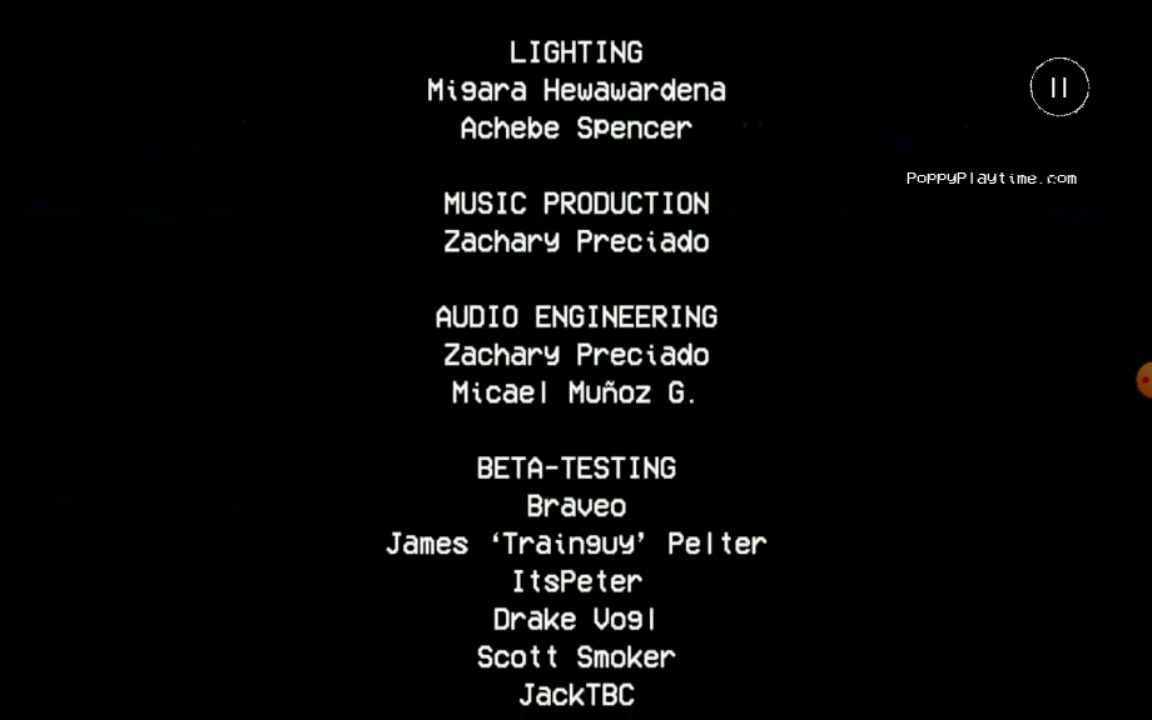 LIGHTING
Migara Hewawardena
Achebe Spencer
PoppyPlaytime.com
MUSIC PRODUCTION
Zachary Preciado
AUDIO ENGINEERING
Zachary Preciado
Micael Muñoz G.
BETA-TESTING
Braveo
James ‘Trainguy’ Pelter
ItsPeter
Drake Vogl
Scott Smoker
JackTBC